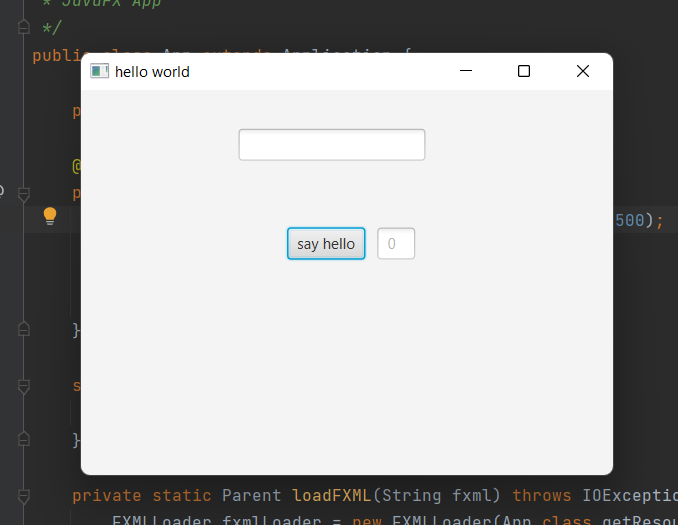 * JavaFX App
*/
public class App extends Application {
hello world
p
@
p
500);
say hello
0
}
s
}
private static Parent loadFXML(String fxml) throws IOException
FXMLLoader fxmlLoader = new FXMLLoader(App.class.getResou